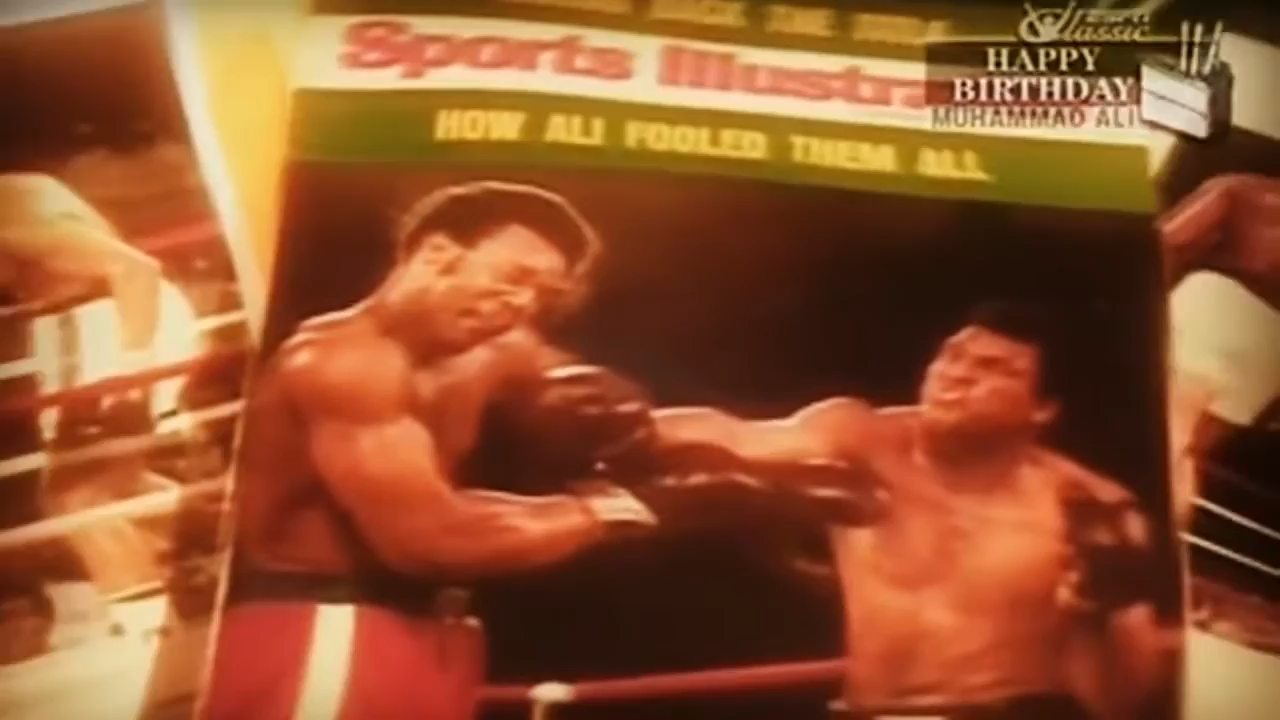 Sports Illustra
HOW ALI FOOLED THEM ALL
Classic
HAPPY
BIRTHDAY
MUHAMMAD ALI